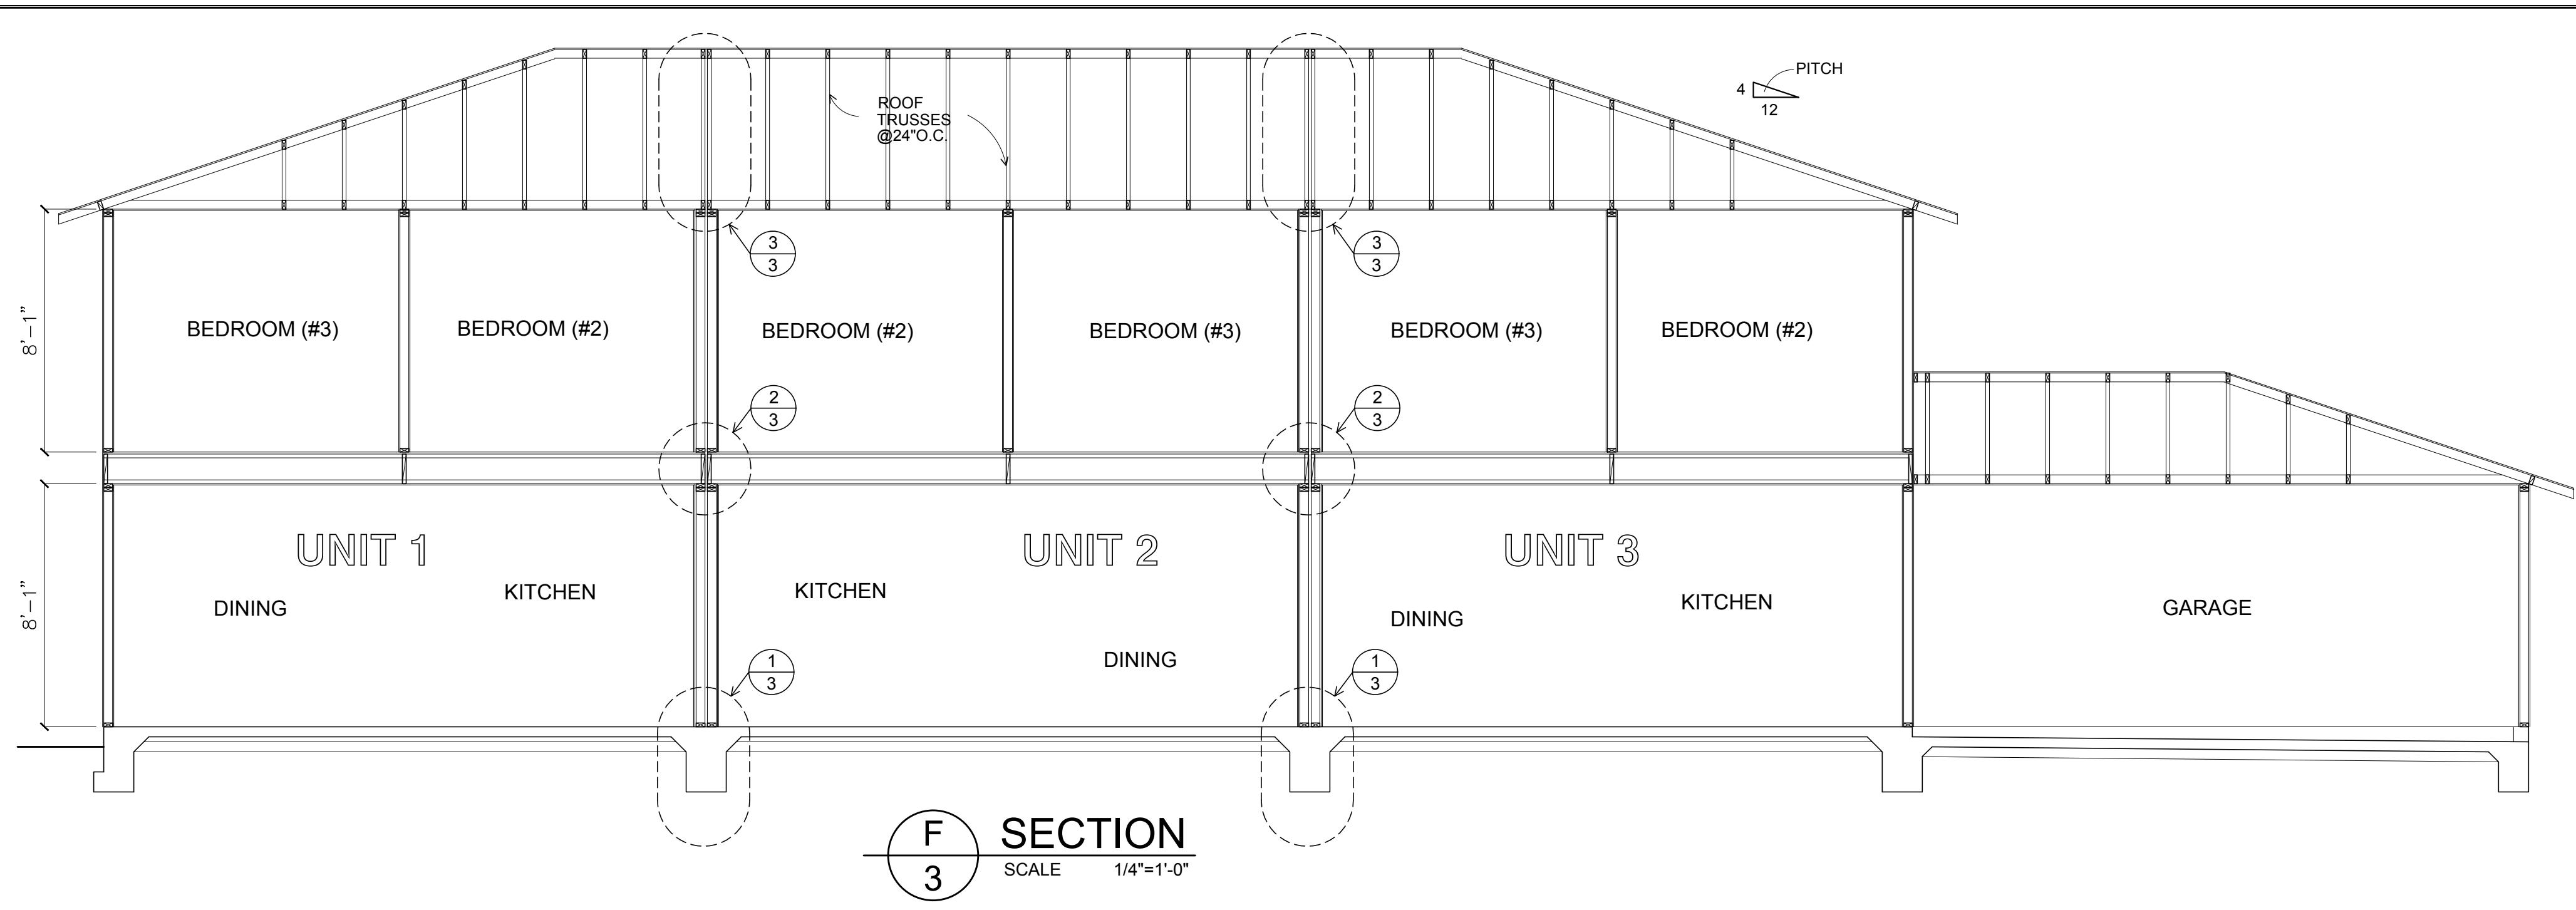 PITCH
4
12
ROOF
TRUSSES
@24"O.C.
3
3
3
3
8'-1"
BEDROOM (#3)
BEDROOM (#2)
BEDROOM (#2)
BEDROOM (#3)
BEDROOM (#3)
BEDROOM (#2)
2
3
2
3
8'-1"
UNIT 1
UNIT 2
UNIT 3
DINING
KITCHEN
KITCHEN
DINING
DINING
KITCHEN
GARAGE
1
3
1
3
F
3
SECTION
SCALE 1/4"=1'-0"